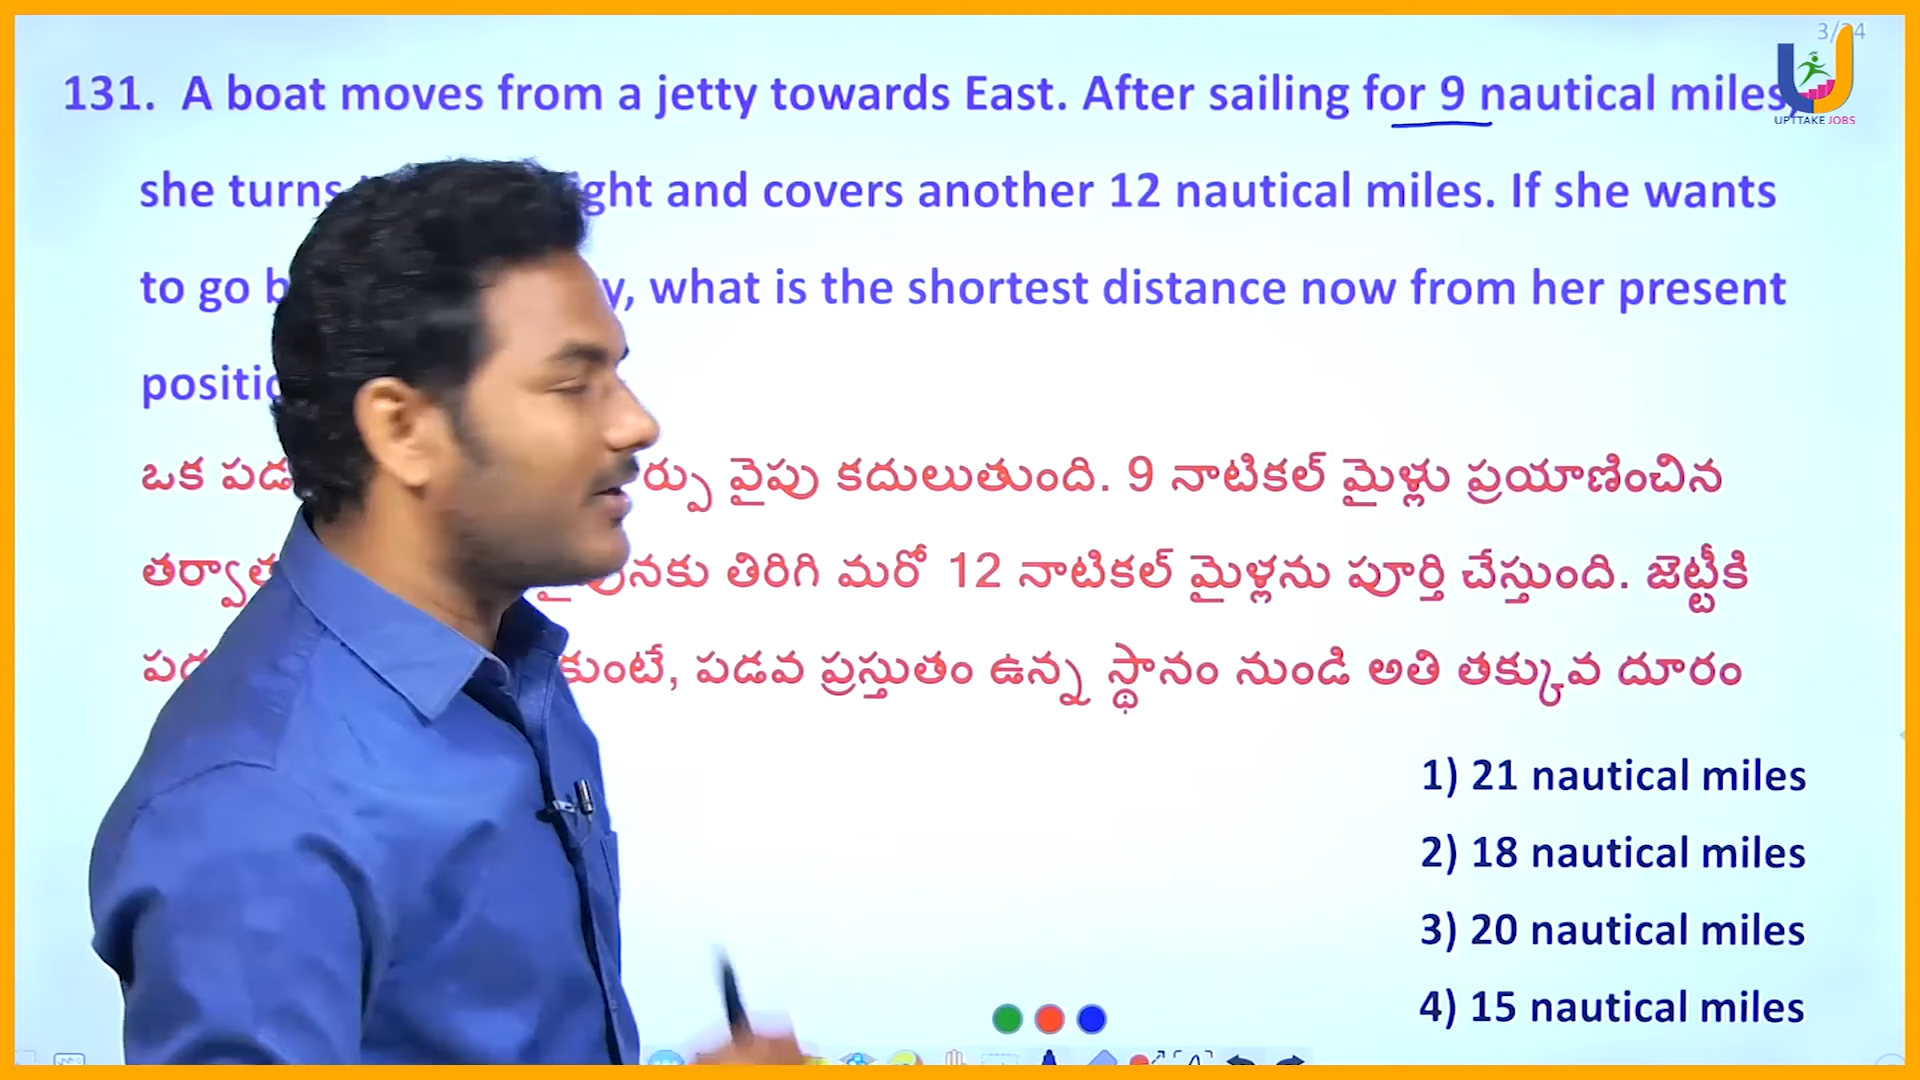 3/
131. A boat moves from a jetty towards East. After sailing for 9 nautical miles,
UPTTAKE JOBS
she turns ght and covers another 12 nautical miles. If she wants
to go b y, what is the shortest distance now from her present
positio
ఒక పడ ర్పు వైపు కదులుతుంది. 9 నాటికల్ మైళ్లు ప్రయాణించిన
తర్వాత పునకు తిరిగి మరో 12 నాటికల్ మైళ్లను పూర్తి చేస్తుంది. జెట్టీకి
పడ కుంటే, పడవ ప్రస్తుతం ఉన్న స్థానం నుండి అతి తక్కువ దూరం
1) 21 nautical miles
2) 18 nautical miles
3) 20 nautical miles
4) 15 nautical miles